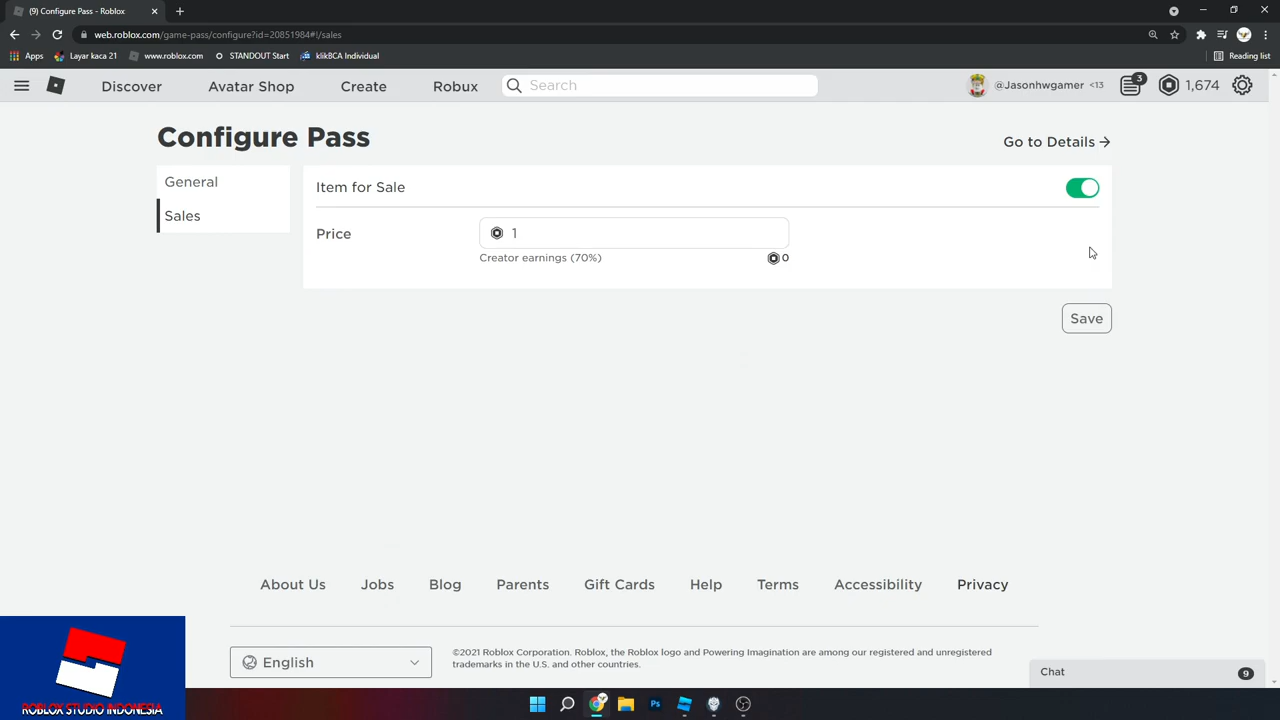 (9) Configure Pass - Roblox
web.roblox.com/game-pass/configure?id=20851984#!/sales
Apps
Layar kaca 21
www.roblox.com
STANDOUT Start
klikBCA Individual
Reading list
Discover
Avatar Shop
Create
Robux
Search
@Jasonhwgamer
<13
3
1,674
Configure Pass
Go to Details
General
Sales
Item for Sale
Price
1
Creator earnings (70%)
0
Save
About Us
Jobs
Blog
Parents
Gift Cards
Help
Terms
Accessibility
Privacy
English
©2021 Roblox Corporation. Roblox, the Roblox logo and Powering Imagination are among our registered and unregistered
trademarks in the U.S. and other countries.
Chat
9
ROBLOX STUDIO INDONESIA
Ps